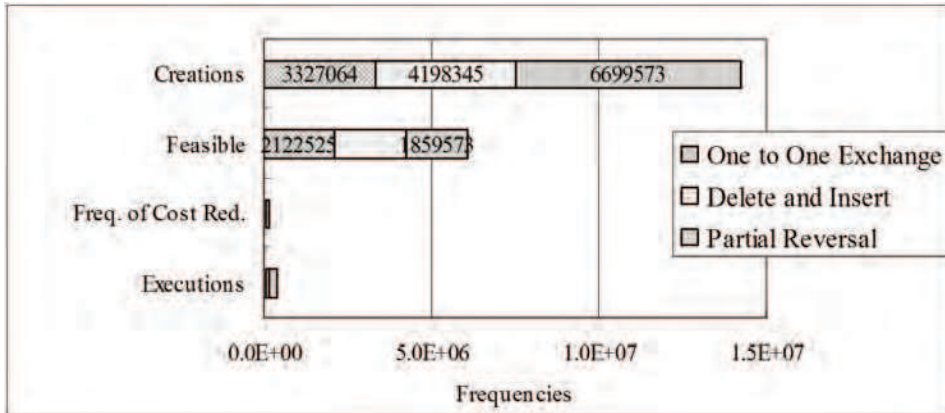 Creations
3327064 4198345 6699573
Feasible
2122525 1859573
Freq. of Cost Red.
Executions
0.0E+00 5.0E+06 1.0E+07 1.5E+07
Frequencies
One to One Exchange
Delete and Insert
Partial Reversal